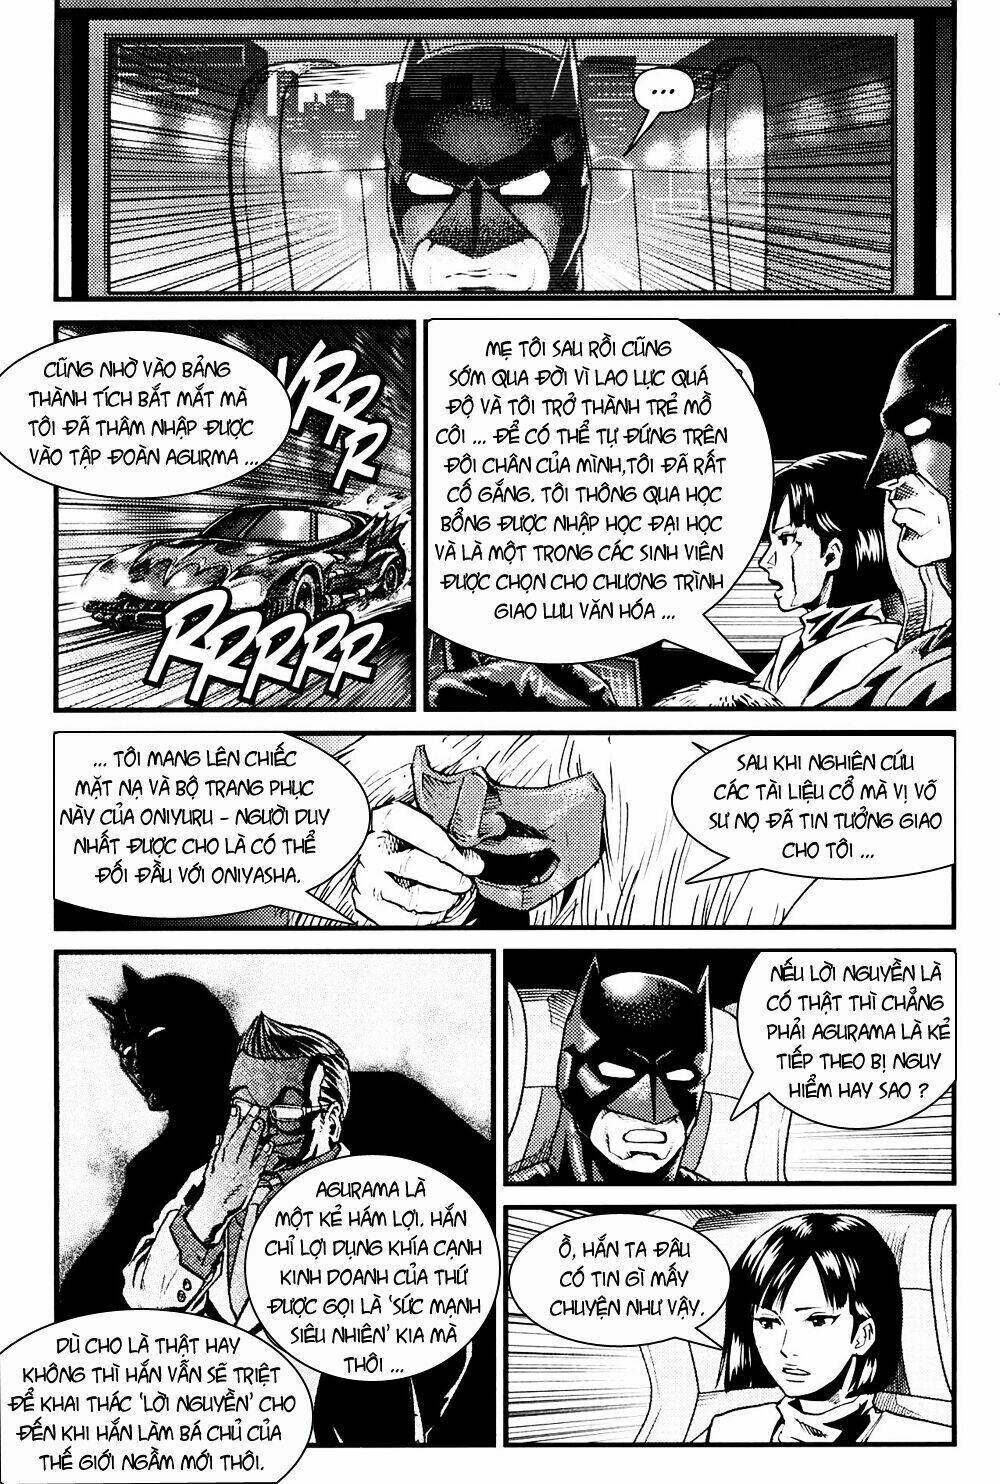 ...
MẸ TÔI SAU RỒI CŨNG
SỚM QUA ĐỜI VÌ LAO LỰC QUÁ
ĐỘ VÀ TÔI TRỞ THÀNH TRẺ MỒ
CÔI ... ĐỂ CÓ THỂ TỰ ĐỨNG TRÊN
ĐÔI CHÂN CỦA MÌNH,TÔI ĐÃ RẤT
CỐ GẮNG. TÔI THÔNG QUA HỌC
BỔNG ĐƯỢC NHẬP HỌC ĐẠI HỌC
VÀ LÀ MỘT TRONG CÁC SINH VIÊN
ĐƯỢC CHỌN CHO CHƯƠNG TRÌNH
GIAO LƯU VĂN HÓA ...
CŨNG NHỜ VÀO BẢNG
THÀNH TÍCH BẮT MẮT MÀ
TÔI ĐÃ THÂM NHẬP ĐƯỢC
VÀO TẬP ĐOÀN AGURMA ...
VRRR
RRRRRR
SAU KHI NGHIÊN CỨU
CÁC TÀI LIỆU CỔ MÀ VỊ VÕ
SƯ NỌ ĐÃ TIN TƯỞNG GIAO
CHO TÔI ...
... TÔI MANG LÊN CHIẾC
MẶT NẠ VÀ BỘ TRANG PHỤC
NÀY CỦA ONIYURU - NGƯỜI DUY
NHẤT ĐƯỢC CHO LÀ CÓ THỂ
ĐỐI ĐẦU VỚI ONIYASHA.
NẾU LỜI NGUYỀN LÀ
CÓ THẬT THÌ CHẲNG
PHẢI AGURAMA LÀ KẺ
TIẾP THEO BỊ NGUY
HIỂM HAY SAO ?
Ồ, HẮN TA ĐÂU
CÓ TIN GÌ MẤY
CHUYỆN NHƯ VẬY.
AGURAMA LÀ
MỘT KẺ HÁM LỢI. HẮN
CHỈ LỢI DỤNG KHÍA CẠNH
KINH DOANH CỦA THỨ
ĐƯỢC GỌI LÀ 'SỨC MẠNH
SIÊU NHIÊN' KIA MÀ
THÔI ...
DÙ CHO LÀ THẬT HAY
KHÔNG THÌ HẮN VẪN SẼ TRIỆT
ĐỂ KHAI THÁC 'LỜI NGUYỀN' CHO
ĐẾN KHI HẮN LÀM BÁ CHỦ CỦA
THẾ GIỚI NGẦM MỚI THÔI.